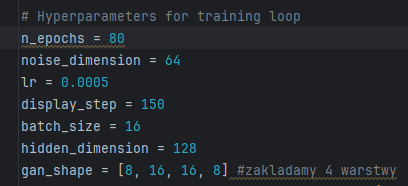 # Hyperparameters for training loop
n_epochs = 80
noise_dimension = 64
lr = 0.0005
display_step = 150
batch_size = 16
hidden_dimension = 128
gan_shape = [8, 16, 16, 8] #zakladamy 4 warstwy